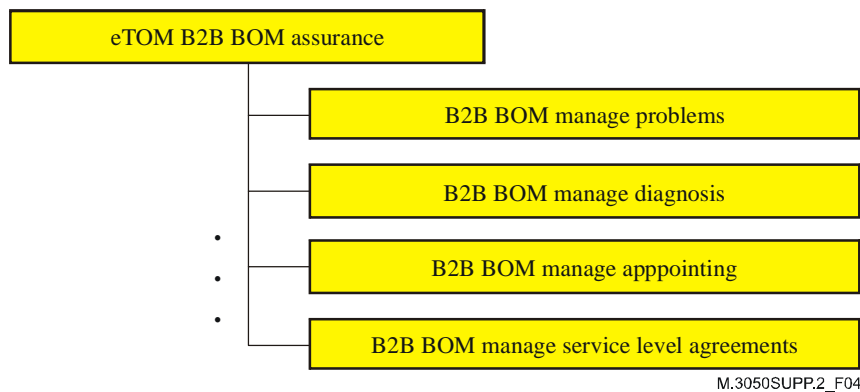 eTOM B2B BOM assurance
B2B BOM manage problems
B2B BOM manage diagnosis
B2B BOM manage apppointing
B2B BOM manage service level agreements
M.3050SUPP.2_F04